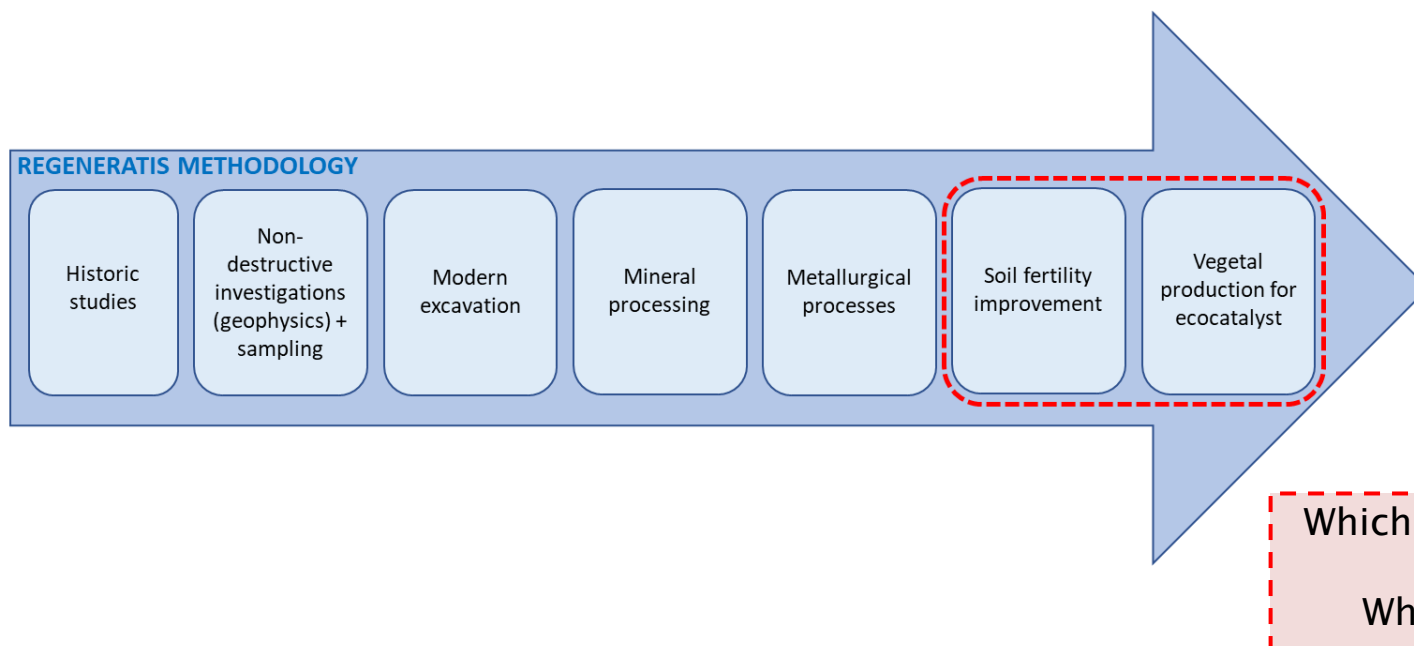 REGENERATIS METHODOLOGY
Historic
studies
Non-
destructive
investigations
(geophysics) +
sampling
Modern
excavation
Mineral
processing
Metallurgical
processes
Soil fertility
improvement
Vegetal
production for
ecocatalyst
Which
Wh